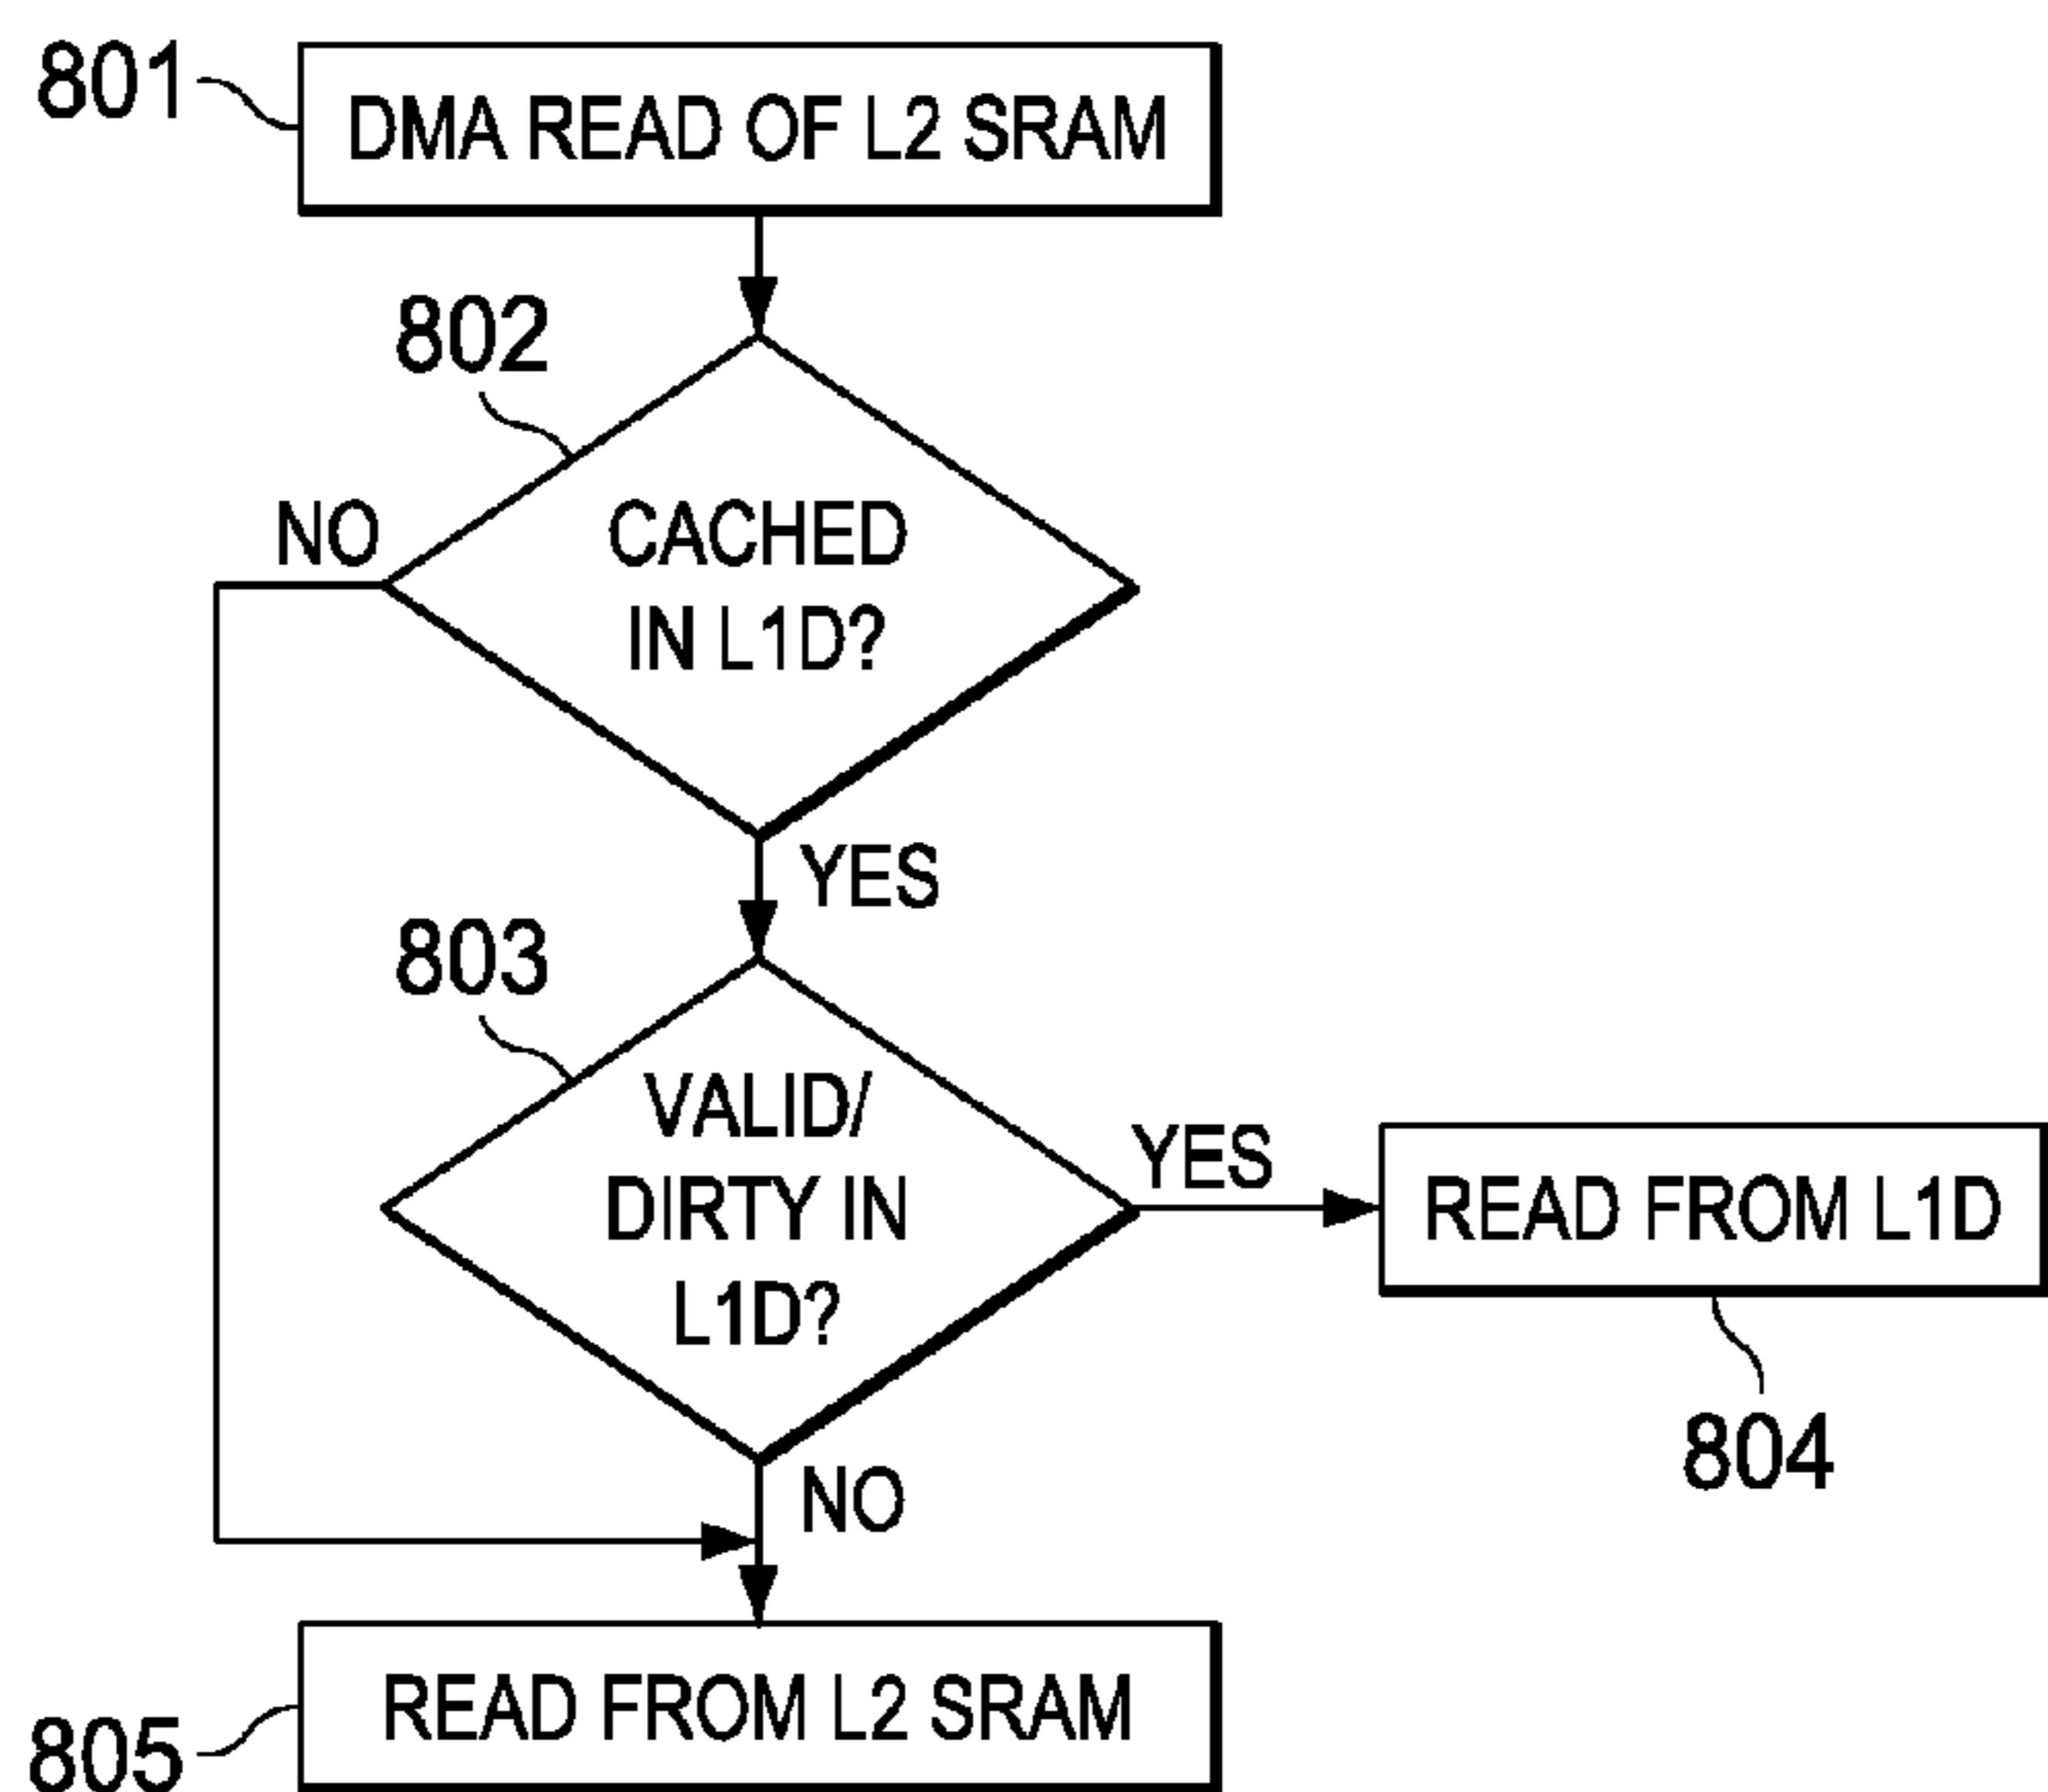 801
DMA READ OF L2 SRAM
802
NO
CACHED
IN L1D?
YES
803
VALID/
DIRTY IN
L1D?
YES
READ FROM L1D
804
NO
READ FROM L2 SRAM
805